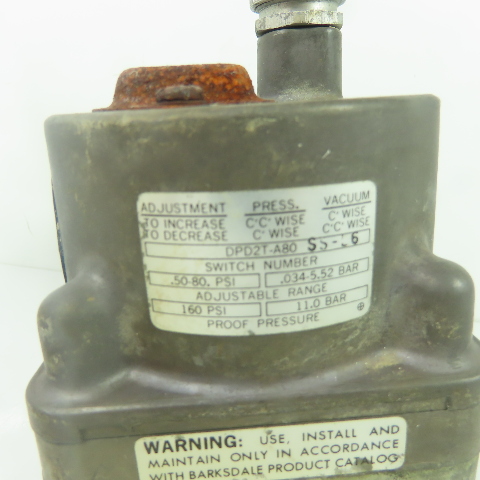 ADJUSTMENT PRESS. VACUUM
TO INCREASE C'C' WISE C' WISE
TO DECREASE C' WISE C'C' WISE
DPD2T-A80 SS-L6
SWITCH NUMBER
.50-80. PSI .034-5.52 BAR
ADJUSTABLE RANGE
160 PSI 11.0 BAR
PROOF PRESSURE
WARNING: USE, INSTALL AND
MAINTAIN ONLY IN ACCORDANCE
WITH BARKSDALE PRODUCT CATALOG